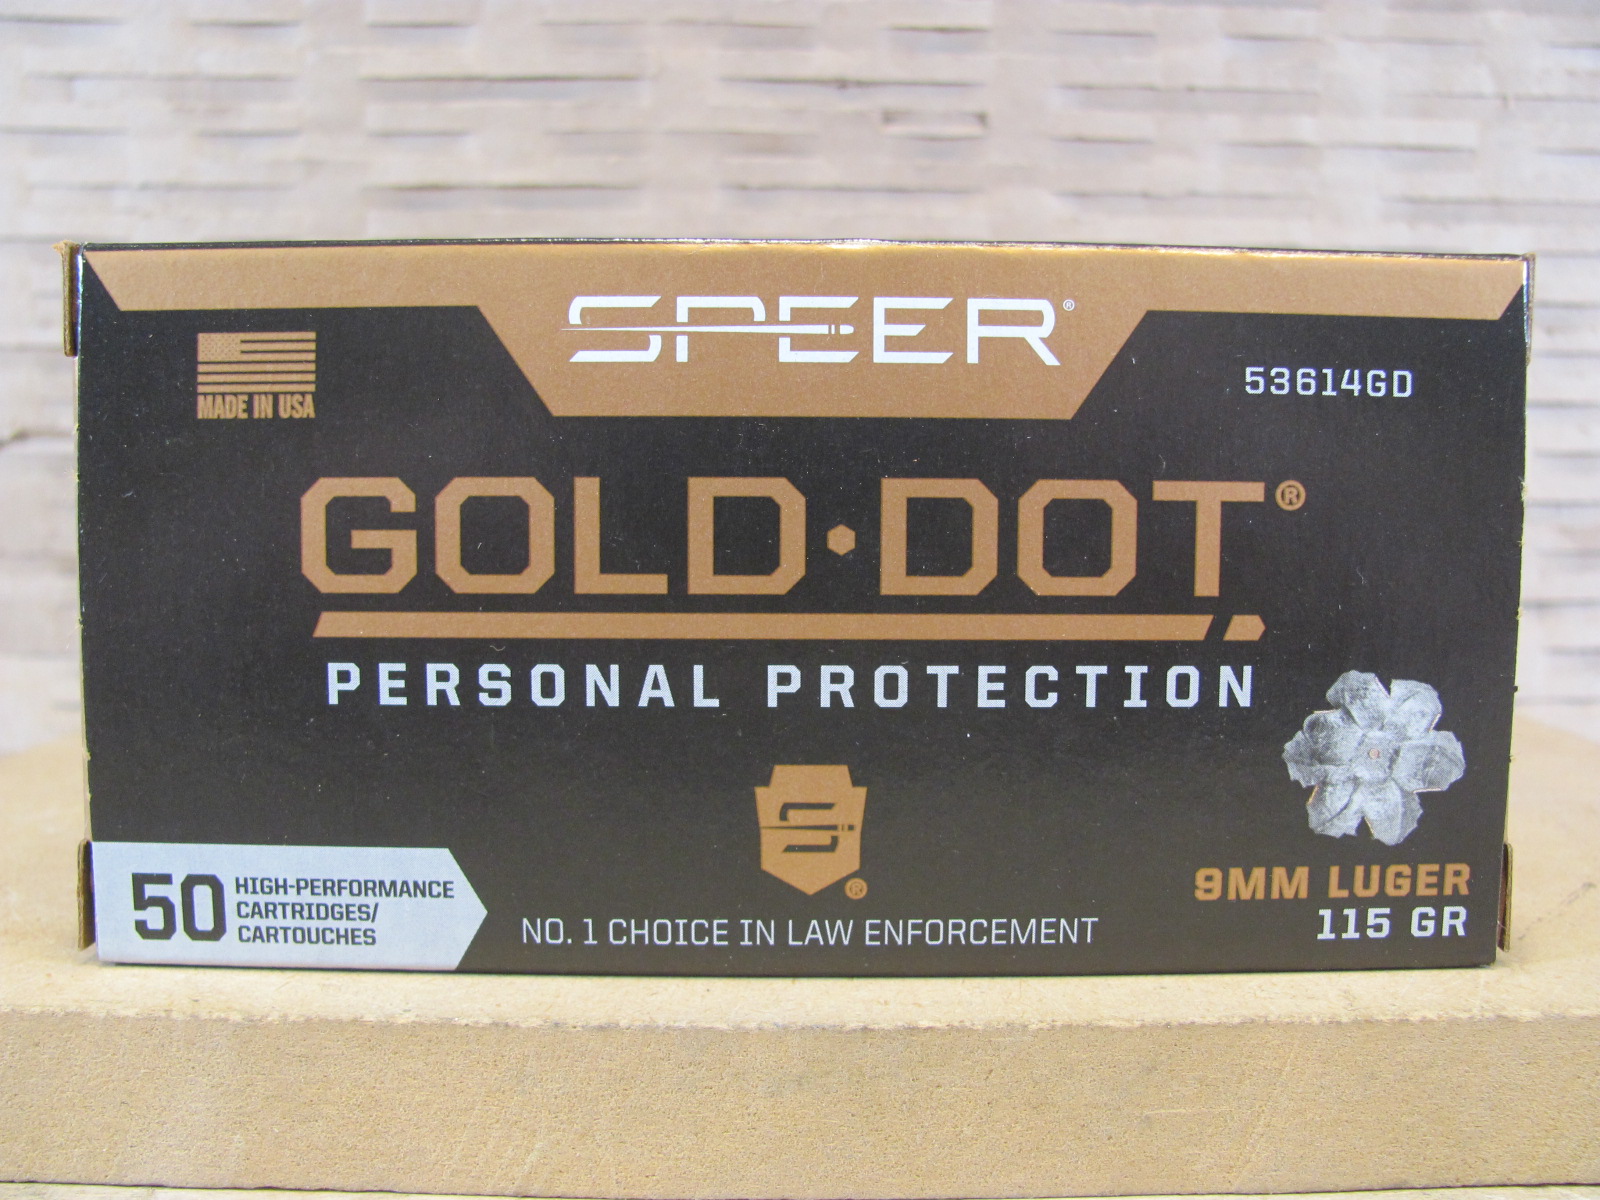 SPEER®
MADE IN USA
53614GD
GOLD·DOT®
PERSONAL PROTECTION
S
®
50 HIGH-PERFORMANCE
CARTRIDGES/
CARTOUCHES
NO. 1 CHOICE IN LAW ENFORCEMENT
9MM LUGER
115 GR